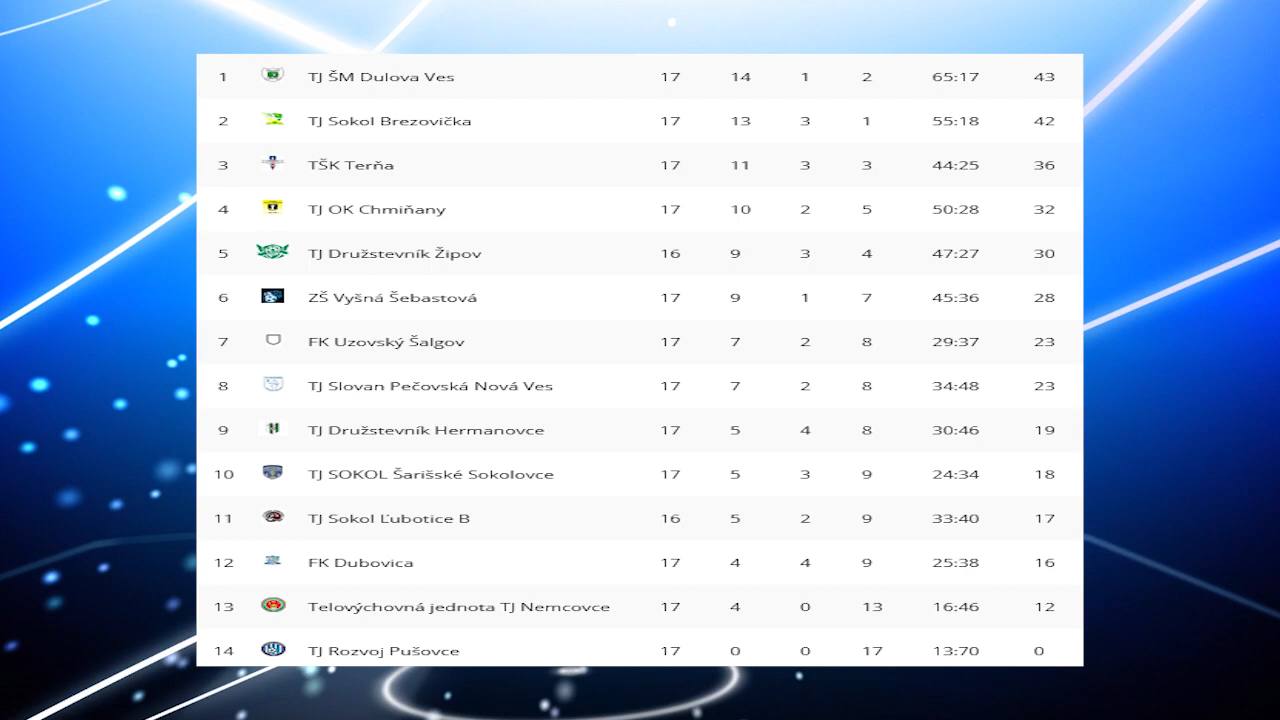 1 TJ ŠM Dulova Ves 17 14 1 2 65:17 43
2 TJ Sokol Brezovička 17 13 3 1 55:18 42
3 TŠK Terňa 17 11 3 3 44:25 36
4 TJ OK Chmiňany 17 10 2 5 50:28 32
5 TJ Družstevník Žipov 16 9 3 4 47:27 30
6 ZŠ Vyšná Šebastová 17 9 1 7 45:36 28
7 FK Uzovský Šalgov 17 7 2 8 29:37 23
8 TJ Slovan Pečovská Nová Ves 17 7 2 8 34:48 23
9 TJ Družstevník Hermanovce 17 5 4 8 30:46 19
10 TJ SOKOL Šarišské Sokolovce 17 5 3 9 24:34 18
11 TJ Sokol Ľubotice B 16 5 2 9 33:40 17
12 FK Dubovica 17 4 4 9 25:38 16
13 Telovýchovná jednota TJ Nemcovce 17 4 0 13 16:46 12
14 TJ Rozvoj Pušovce 17 0 0 17 13:70 0